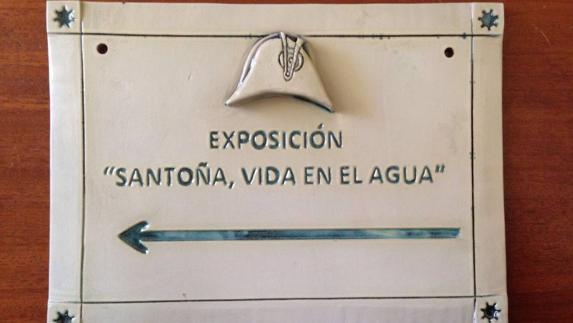 EXPOSICIÓN
“SANTOÑA, VIDA EN EL AGUA”